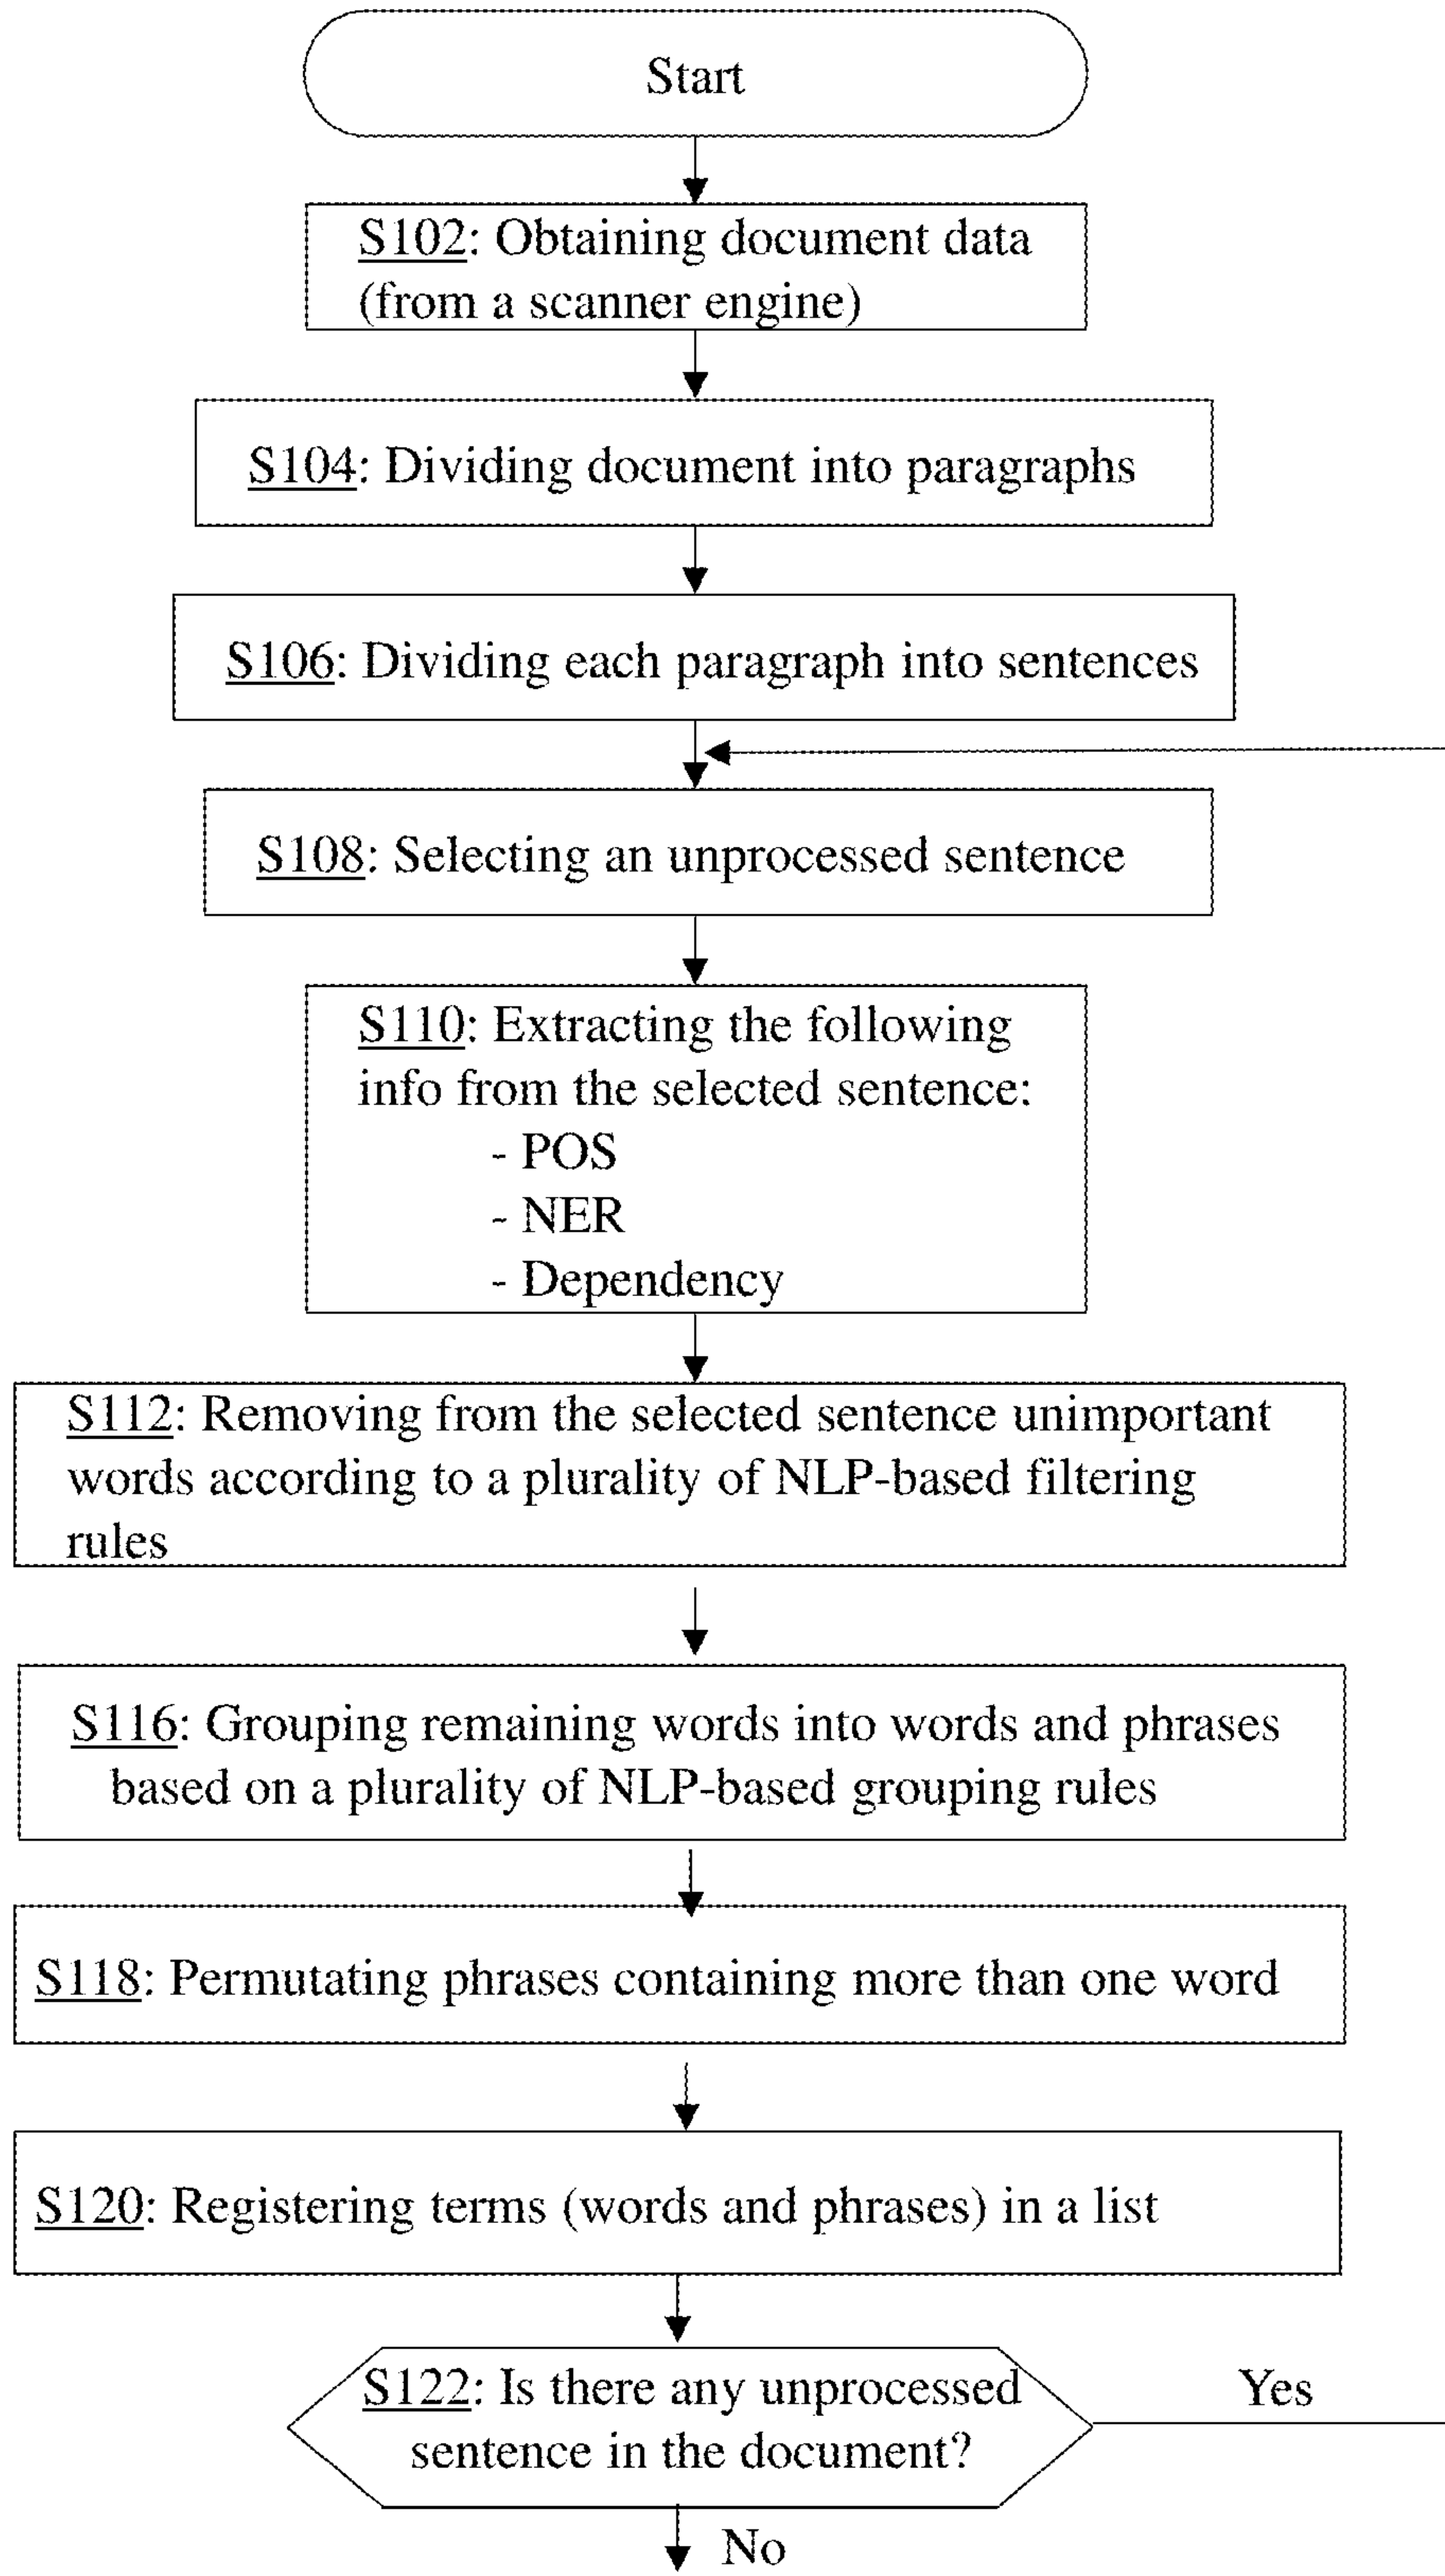 Start
S102: Obtaining document data
(from a scanner engine)
S104: Dividing document into paragraphs
S106: Dividing each paragraph into sentences
S108: Selecting an unprocessed sentence
S110: Extracting the following
info from the selected sentence:
- POS
- NER
- Dependency
S112: Removing from the selected sentence unimportant
words according to a plurality of NLP-based filtering
rules
S116: Grouping remaining words into words and phrases
based on a plurality of NLP-based grouping rules
S118: Permutating phrases containing more than one word
S120: Registering terms (words and phrases) in a list
S122: Is there any unprocessed
sentence in the document?
Yes
No